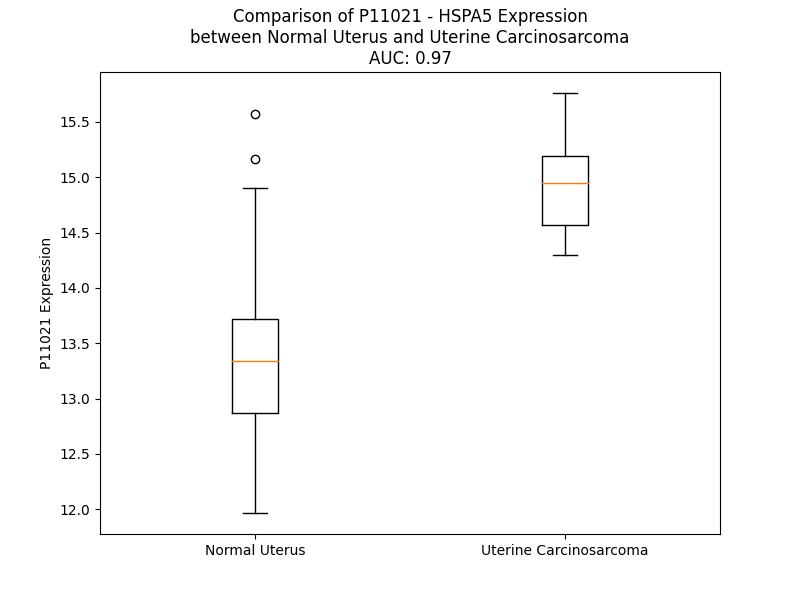 Comparison of P11021 - HSPA5 Expression
between Normal Uterus and Uterine Carcinosarcoma
AUC: 0.97
15.5
15.0
14.5
14.0
13.5
13.0
12.5
12.0
P11021 Expression
Normal Uterus
Uterine Carcinosarcoma